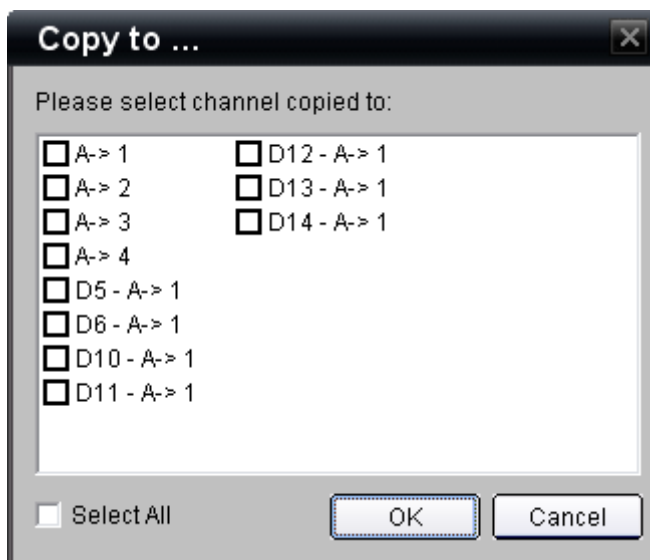 Copy to ...
Please select channel copied to:
A-> 1
A-> 2
A-> 3
A-> 4
D5 - A-> 1
D6 - A-> 1
D10 - A-> 1
D11 - A-> 1
D12 - A-> 1
D13 - A-> 1
D14 - A-> 1
Select All
OK
Cancel